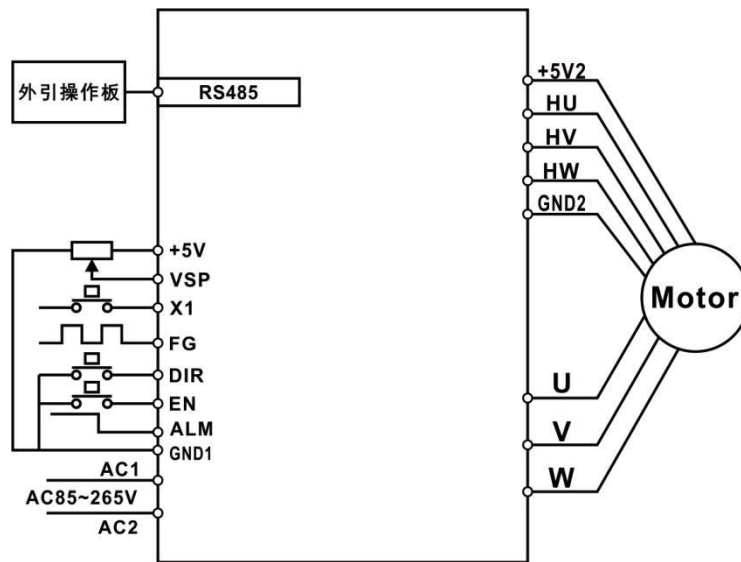 外引操作板
RS485
+5V
VSP
X1
FG
DIR
EN
ALM
GND1
AC1
AC85~265V
AC2
+5V2
HU
HV
HW
GND2
Motor
U
V
W